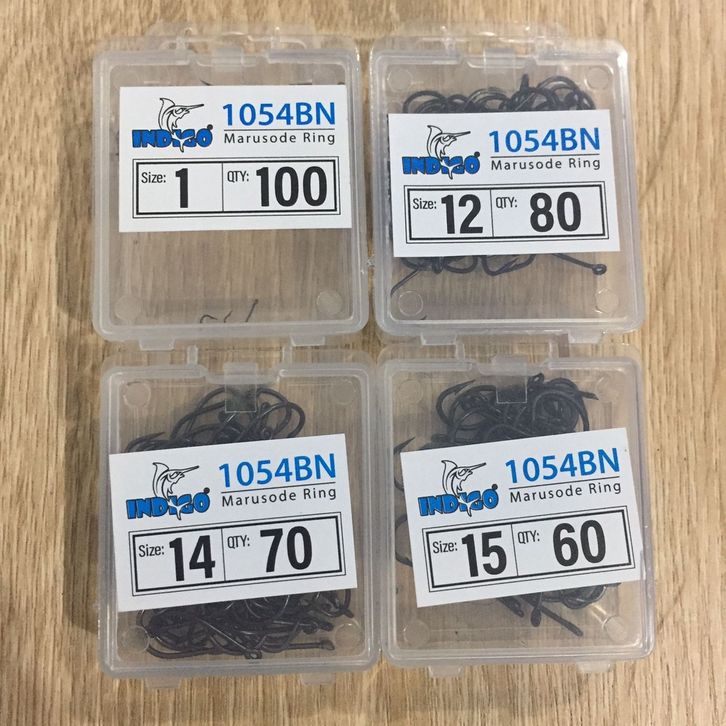 INDIGO®
1054BN
Marusode Ring
Size: 1 QTY: 100
INDIGO®
1054BN
Marusode Ring
Size: 12 QTY: 80
INDIGO®
1054BN
Marusode Ring
Size: 14 QTY: 70
INDIGO®
1054BN
Marusode Ring
Size: 15 QTY: 60